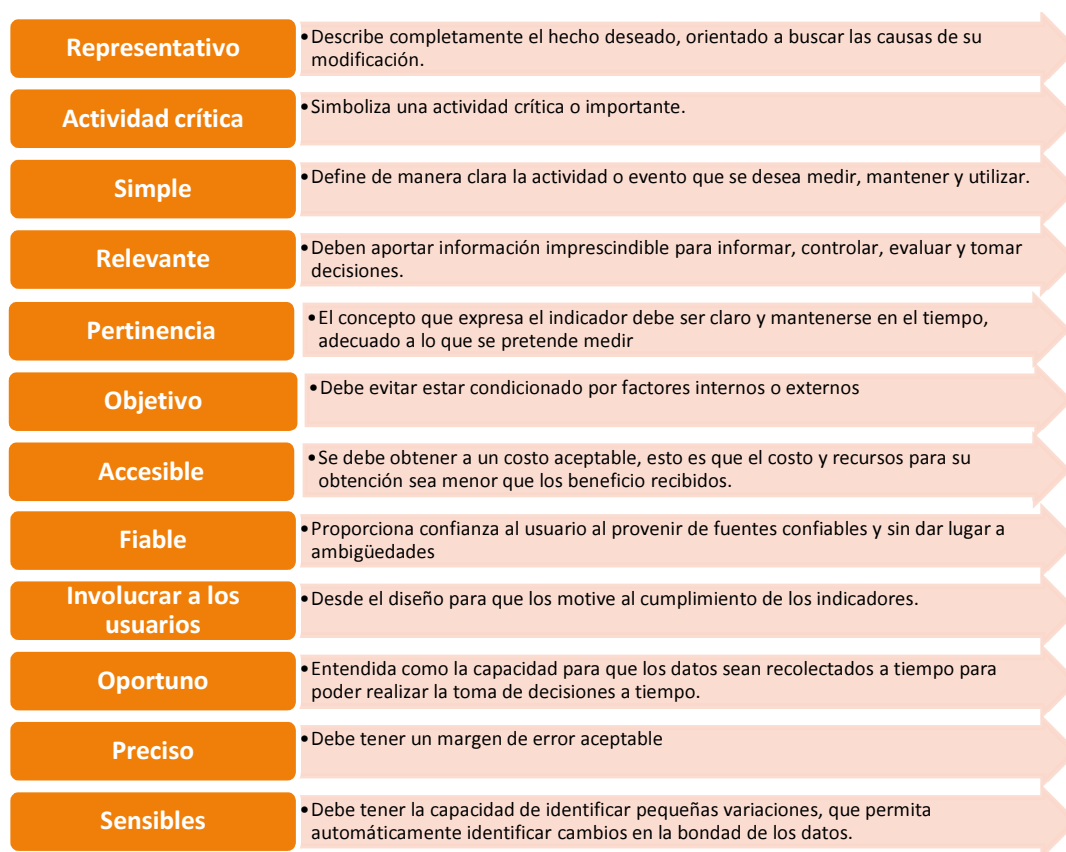 Representativo
•Describe completamente el hecho deseado, orientado a buscar las causas de su
modificación.
Actividad crítica
•Simboliza una actividad crítica o importante.
Simple
•Define de manera clara la actividad o evento que se desea medir, mantener y utilizar.
Relevante
•Deben aportar información imprescindible para informar, controlar, evaluar y tomar
decisiones.
Pertinencia
•El concepto que expresa el indicador debe ser claro y mantenerse en el tiempo,
adecuado a lo que se pretende medir
Objetivo
•Debe evitar estar condicionado por factores internos o externos
Accesible
•Se debe obtener a un costo aceptable, esto es que el costo y recursos para su
obtención sea menor que los beneficio recibidos.
Fiable
•Proporciona confianza al usuario al provenir de fuentes confiables y sin dar lugar a
ambigüedades
Involucrar a los
usuarios
•Desde el diseño para que los motive al cumplimiento de los indicadores.
Oportuno
•Entendida como la capacidad para que los datos sean recolectados a tiempo para
poder realizar la toma de decisiones a tiempo.
Preciso
•Debe tener un margen de error aceptable
Sensibles
•Debe tener la capacidad de identificar pequeñas variaciones, que permita
automáticamente identificar cambios en la bondad de los datos.